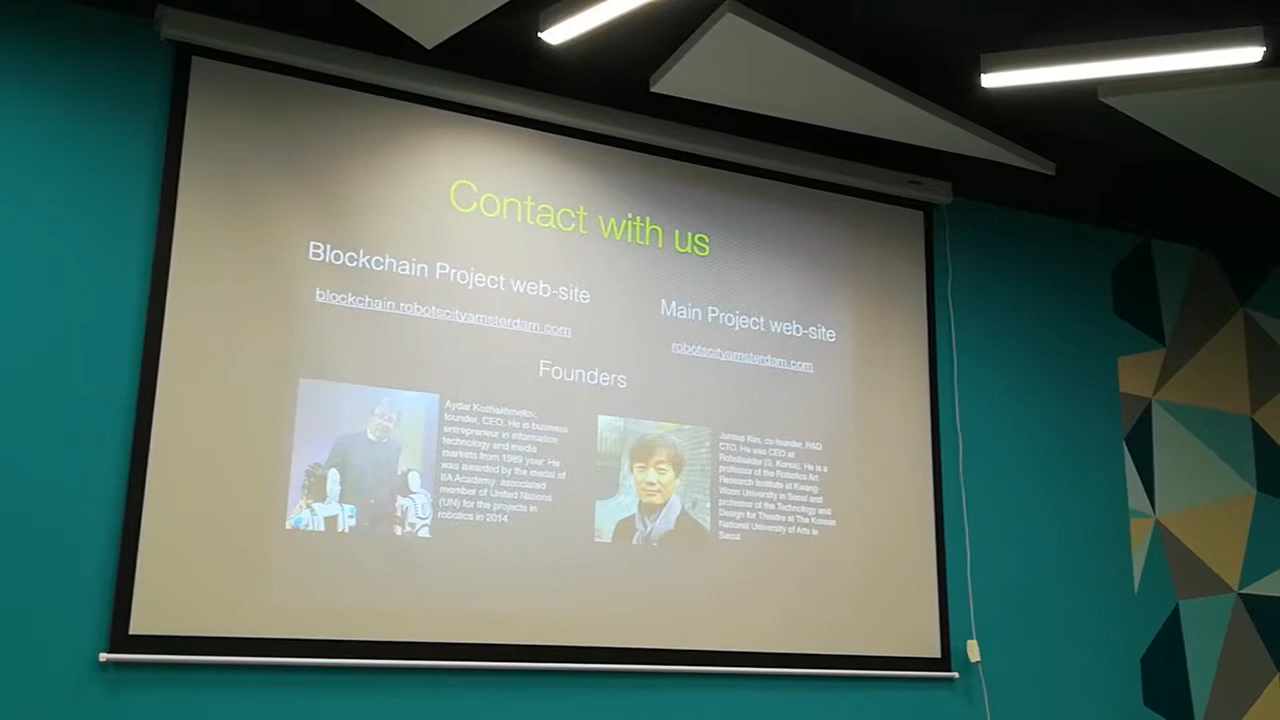 Contact with us
Blockchain Project web-site
blockchain.robotscityamsterdam.com
Main Project web-site
robotscityamsterdam.com
Founders
Aydar Kozhakhmetov,
founder, CEO. He is business
entrepreneur in information
technology and media
markets from 1989 year. He
was awarded by the medal of
IIA Academy associated
member of United Nations
(UN) for the projects in
robotics in 2014
Kim, co-founder, R&D
CTO. He was CEO at
Robobuilder (S. Korea). He is a
professor of the Robotics Art
Research Institute at Kwang-
Woon University in Seoul and
professor of the Technology and
Design for Theatre at The Korean
National University of Arts in
Seoul